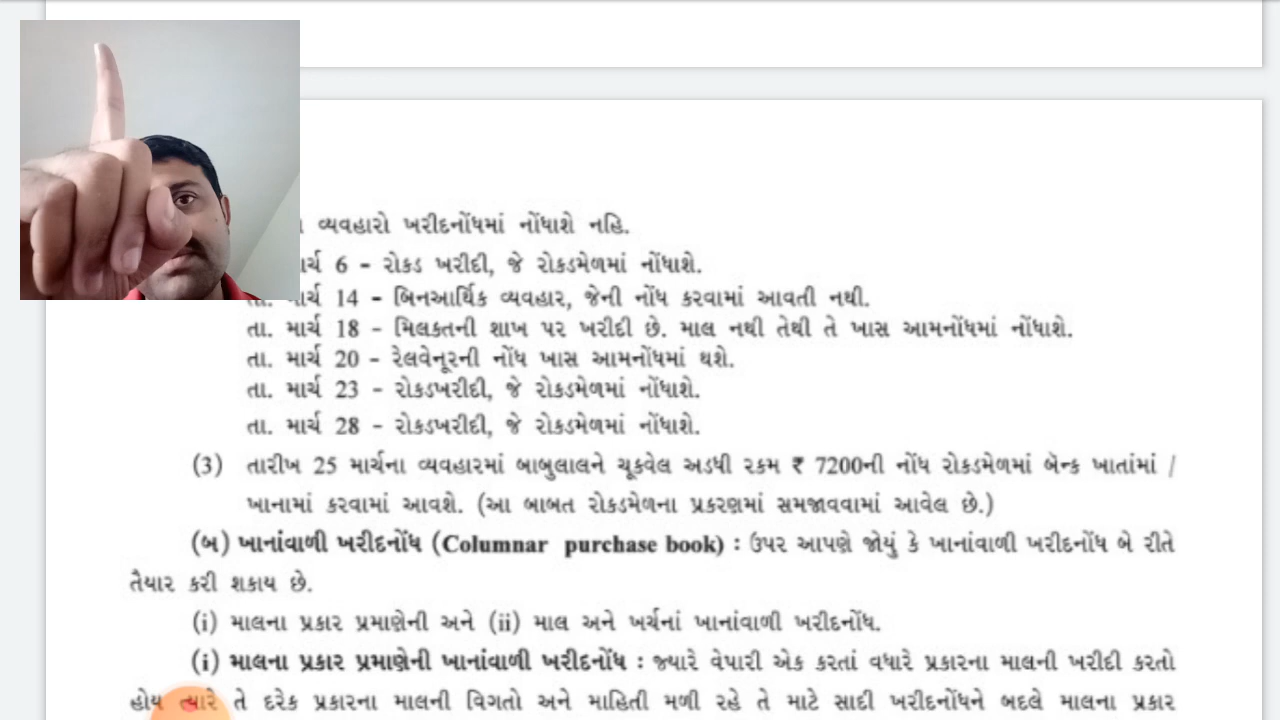 વ્યવહારો ખરીદનોંધમાં નોંધાશે નહિ.
6 - રોકડ ખરીદી, જે રોકડમેળમાં નોંધાશે.
તા. માર્ચ 14 - બિનઆર્થિક વ્યવહાર, જેની નોંધ કરવામાં આવતી નથી.
તા. માર્ચ 18 - મિલકતની શાખ પર ખરીદી છે. માલ નથી તેથી તે ખાસ આમનોંધમાં નોંધાશે.
તા. માર્ચ 20 - રેલવેનૂરની નોંધ ખાસ આમનોંધમાં થશે.
તા. માર્ચ 23 - રોકડખરીદી, જે રોકડમેળમાં નોંધાશે.
તા. માર્ચ 28 - રોકડખરીદી, જે રોકડમેળમાં નોંધાશે.
(3) તારીખ 25 માર્ચના વ્યવહારમાં બાબુલાલને ચૂકવેલ અડધી રકમ ₹ 7200ની નોંધ રોકડમેળમાં બૅન્ક ખાતાંમાં /
ખાનામાં કરવામાં આવશે. (આ બાબત રોકડમેળના પ્રકરણમાં સમજાવવામાં આવેલ છે.)
(બ) ખાનાંવાળી ખરીદનોંધ (Columnar purchase book) : ઉપર આપણે જોયું કે ખાનાંવાળી ખરીદનોંધ બે રીતે
તૈયાર કરી શકાય છે.
(i) માલના પ્રકાર પ્રમાણેની અને (ii) માલ અને ખર્ચનાં ખાનાંવાળી ખરીદનોંધ.
(i) માલના પ્રકાર પ્રમાણેની ખાનાંવાળી ખરીદનોંધ : જ્યારે વેપારી એક કરતાં વધારે પ્રકારના માલની ખરીદી કરતો
હોય ત્યારે તે દરેક પ્રકારના માલની વિગતો અને માહિતી મળી રહે તે માટે સાદી ખરીદનોંધને બદલે માલના પ્રકાર